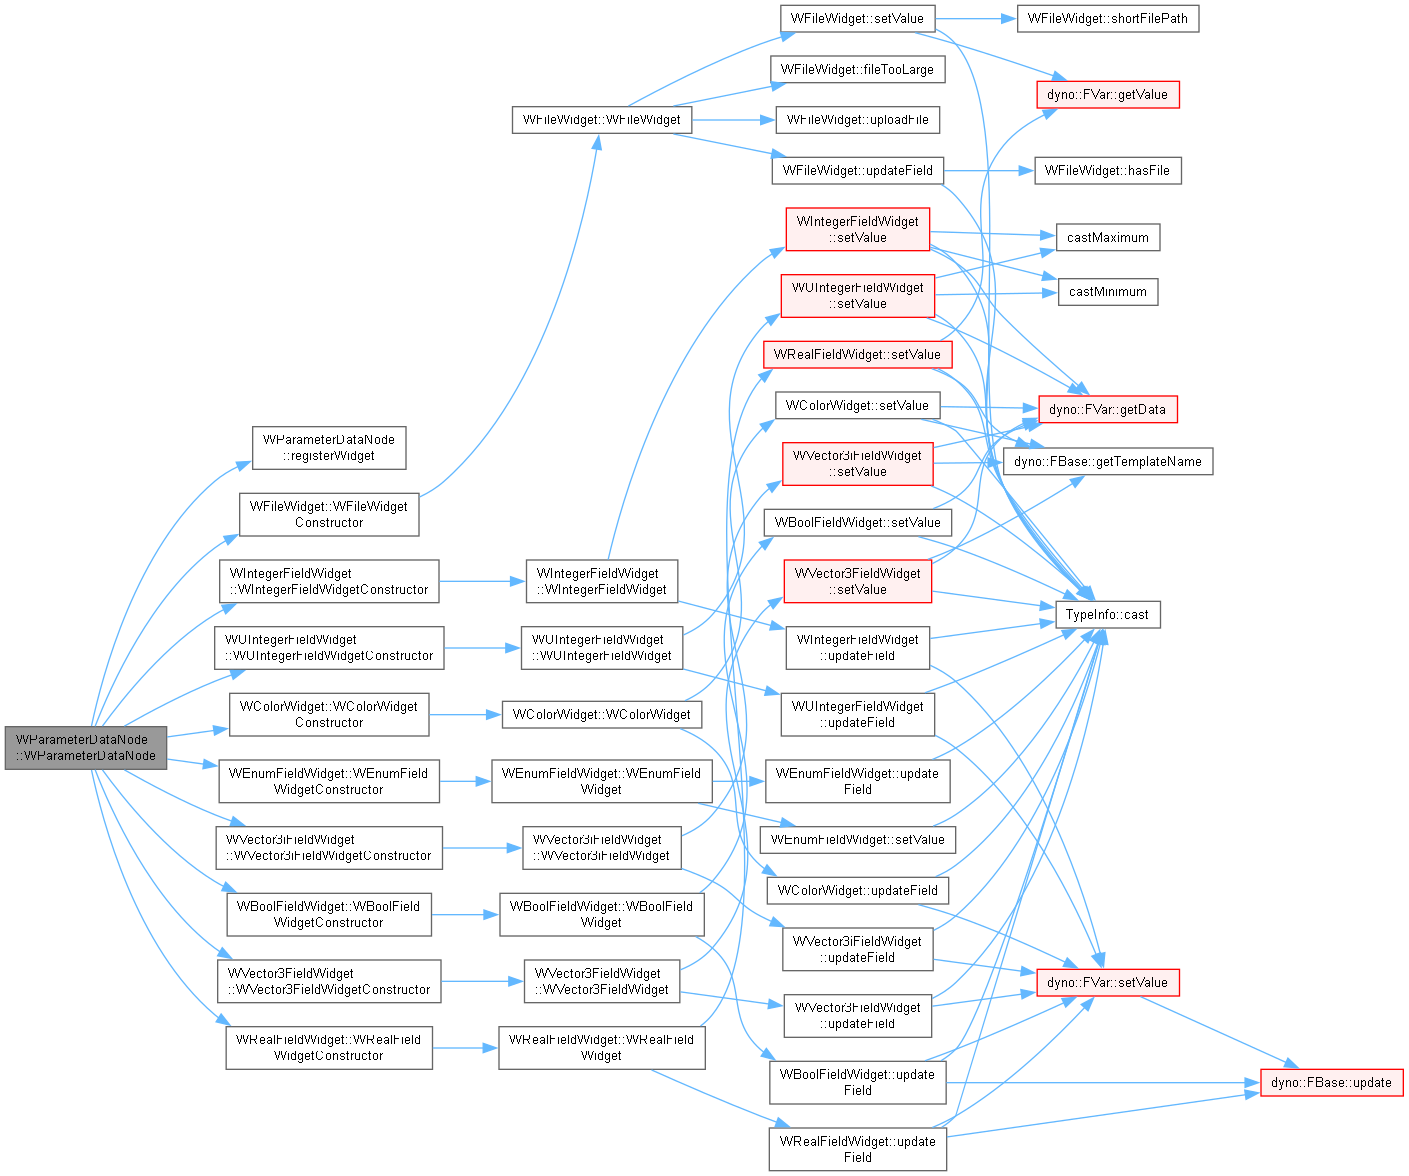 WParameterDataNode
::WParameterDataNode
WParameterDataNode
::registerWidget
WFileWidget::WFileWidget
Constructor
WIntegerFieldWidget
::WIntegerFieldWidgetConstructor
WUIntegerFieldWidget
::WUIntegerFieldWidgetConstructor
WColorWidget::WColorWidget
Constructor
WEnumFieldWidget::WEnumField
WidgetConstructor
WVector3iFieldWidget
::WVector3iFieldWidgetConstructor
WBoolFieldWidget::WBoolField
WidgetConstructor
WVector3FieldWidget
::WVector3FieldWidgetConstructor
WRealFieldWidget::WRealField
WidgetConstructor
WFileWidget::WFileWidget
WIntegerFieldWidget
::WIntegerFieldWidget
WUIntegerFieldWidget
::WUIntegerFieldWidget
WColorWidget::WColorWidget
WEnumFieldWidget::WEnumField
Widget
WVector3iFieldWidget
::WVector3iFieldWidget
WBoolFieldWidget::WBoolField
Widget
WVector3FieldWidget
::WVector3FieldWidget
WRealFieldWidget::WRealField
Widget
WFileWidget::setValue
WFileWidget::fileTooLarge
WFileWidget::uploadFile
WFileWidget::updateField
WIntegerFieldWidget
::setValue
WUIntegerFieldWidget
::setValue
WRealFieldWidget::setValue
WColorWidget::setValue
WVector3iFieldWidget
::setValue
WBoolFieldWidget::setValue
WVector3FieldWidget
::setValue
WIntegerFieldWidget
::updateField
WUIntegerFieldWidget
::updateField
WEnumFieldWidget::update
Field
WEnumFieldWidget::setValue
WColorWidget::updateField
WVector3iFieldWidget
::updateField
WVector3FieldWidget
::updateField
WBoolFieldWidget::update
Field
WRealFieldWidget::update
Field
WFileWidget::shortFilePath
dyno::FVar::getValue
WFileWidget::hasFile
castMaximum
castMinimum
dyno::FVar::getData
dyno::FBase::getTemplateName
TypeInfo::cast
dyno::FVar::setValue
dyno::FBase::update